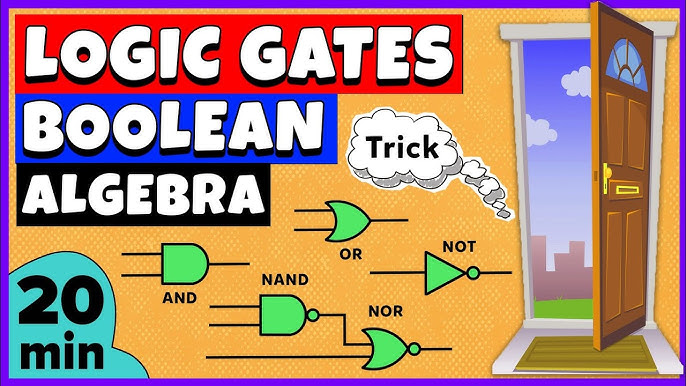 LOGIC GATES
BOOLEAN
ALGEBRA
Trick
OR
NOT
AND
NAND
NOR
20
min